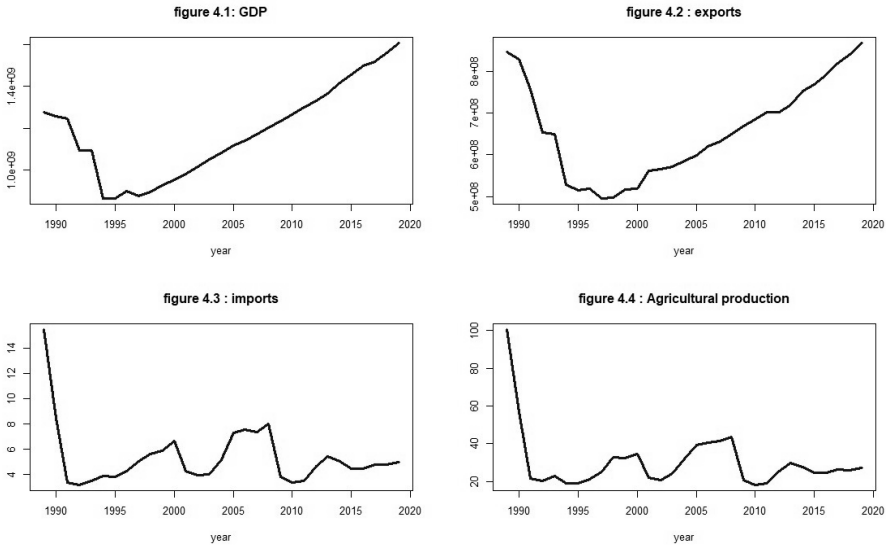 figure 4.1: GDP
1.0e+09 1.4e+09
1990 1995 2000 2005 2010 2015 2020
year
figure 4.2 : exports
5e+08 6e+08 7e+08 8e+08
1990 1995 2000 2005 2010 2015 2020
year
figure 4.3 : imports
4 6 8 10 12 14
1990 1995 2000 2005 2010 2015 2020
year
figure 4.4 : Agricultural production
20 40 60 80 100
1990 1995 2000 2005 2010 2015 2020
year